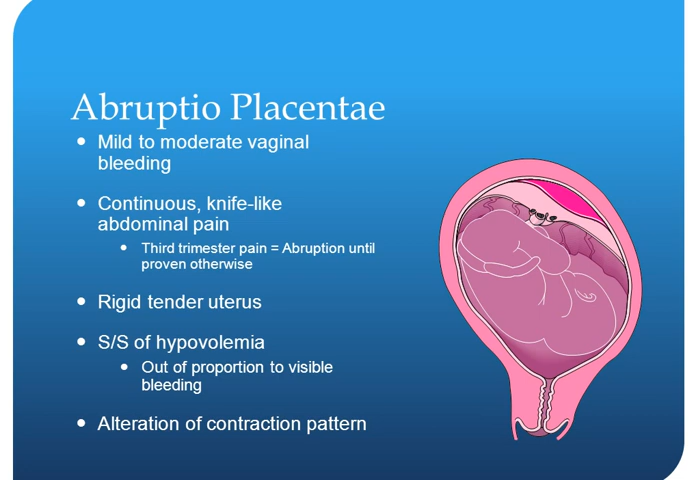 Abruptio Placentae
• Mild to moderate vaginal
bleeding
• Continuous, knife-like
abdominal pain
• Third trimester pain = Abruption until
proven otherwise
• Rigid tender uterus
• S/S of hypovolemia
• Out of proportion to visible
bleeding
• Alteration of contraction pattern